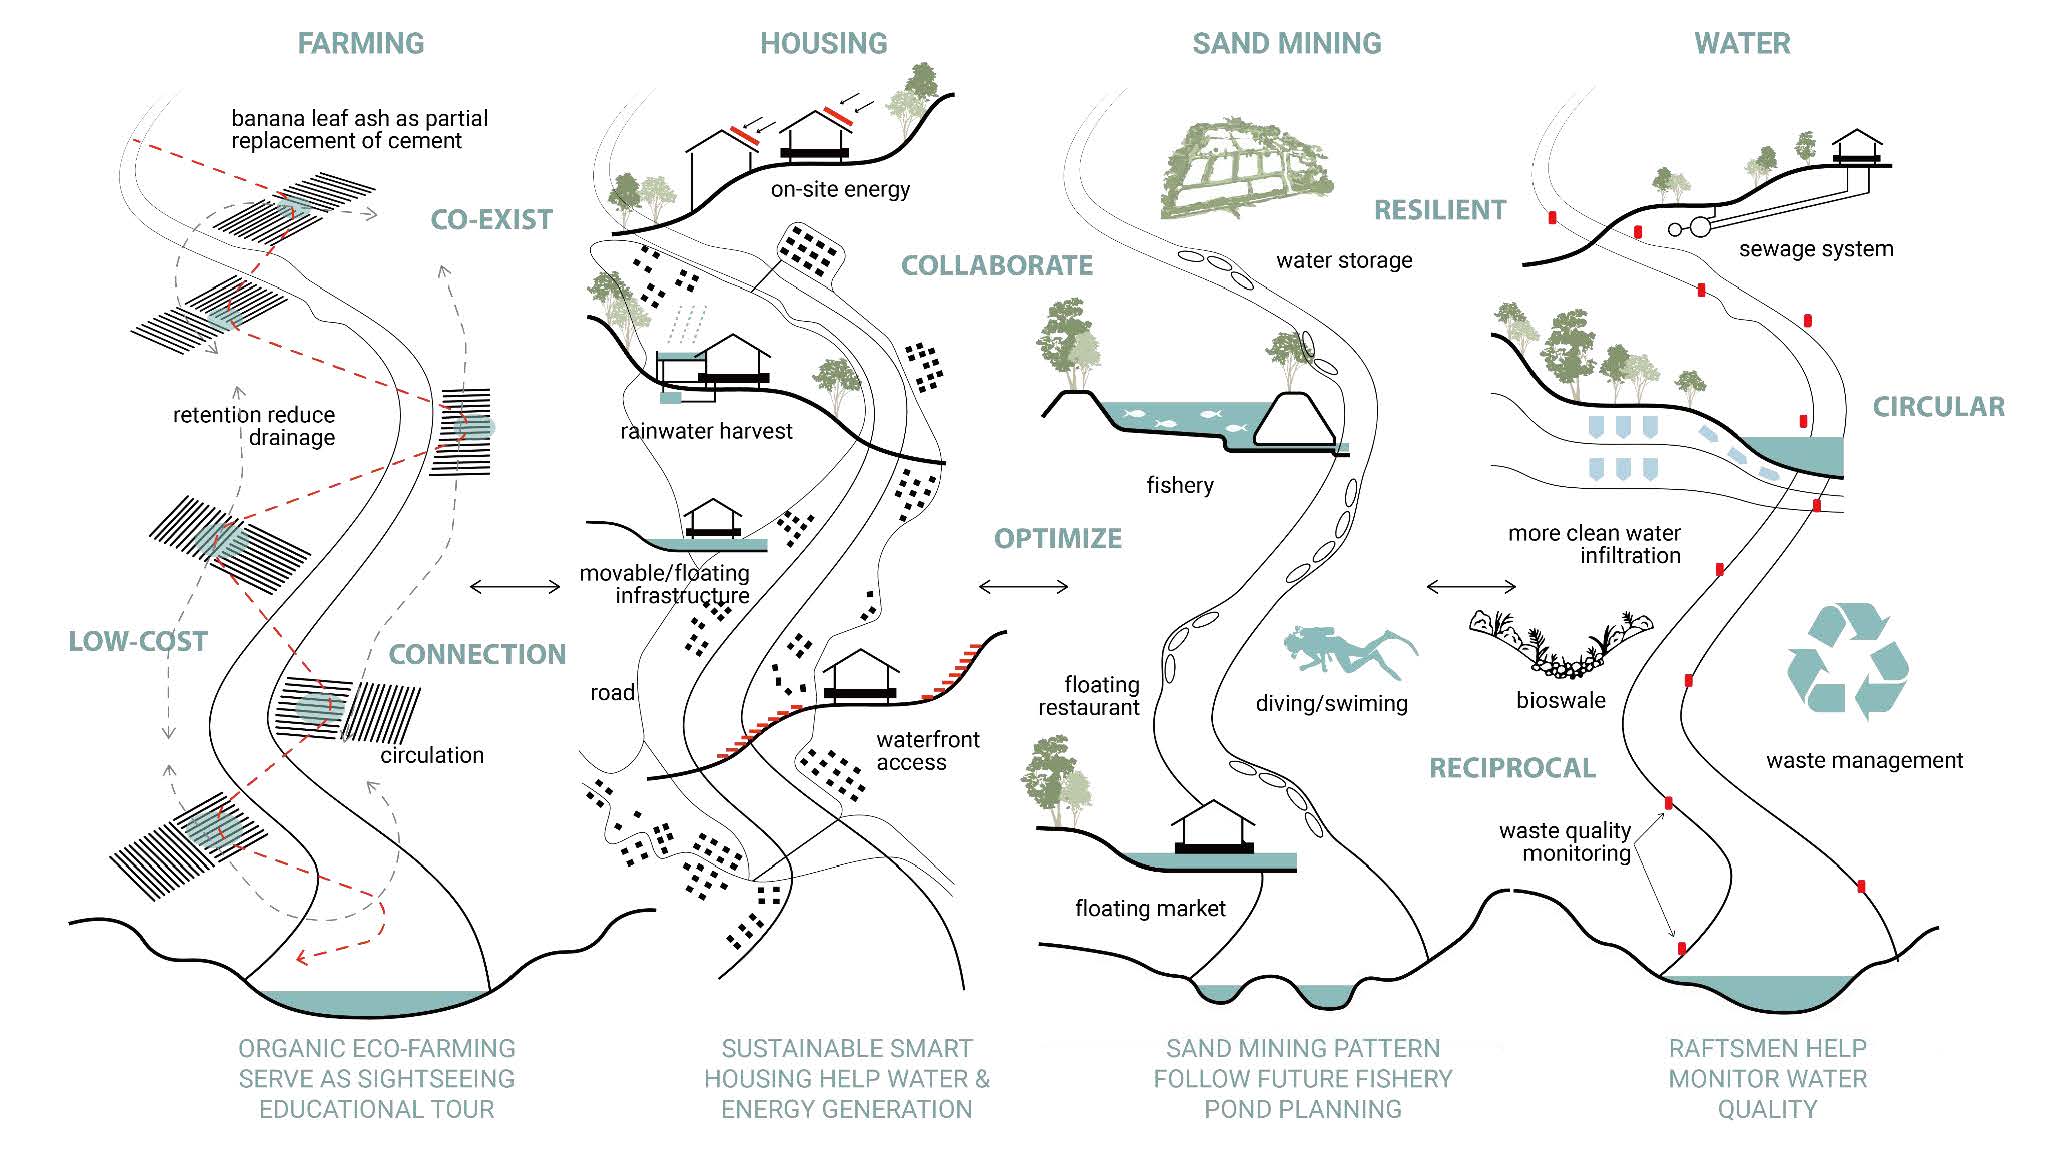 FARMING
banana leaf ash as partial
replacement of cement
CO-EXIST
retention reduce
drainage
LOW-COST
CONNECTION
circulation
ORGANIC ECO-FARMING
SERVE AS SIGHTSEEING
EDUCATIONAL TOUR
HOUSING
on-site energy
COLLABORATE
rainwater harvest
OPTIMIZE
movable/floating
infrastructure
road
waterfront
access
SUSTAINABLE SMART
HOUSING HELP WATER &
ENERGY GENERATION
SAND MINING
RESILIENT
water storage
fishery
floating
restaurant
diving/swiming
RECIPROCAL
floating market
SAND MINING PATTERN
FOLLOW FUTURE FISHERY
POND PLANNING
WATER
sewage system
CIRCULAR
more clean water
infiltration
bioswale
waste management
waste quality
monitoring
RAFTSMEN HELP
MONITOR WATER
QUALITY